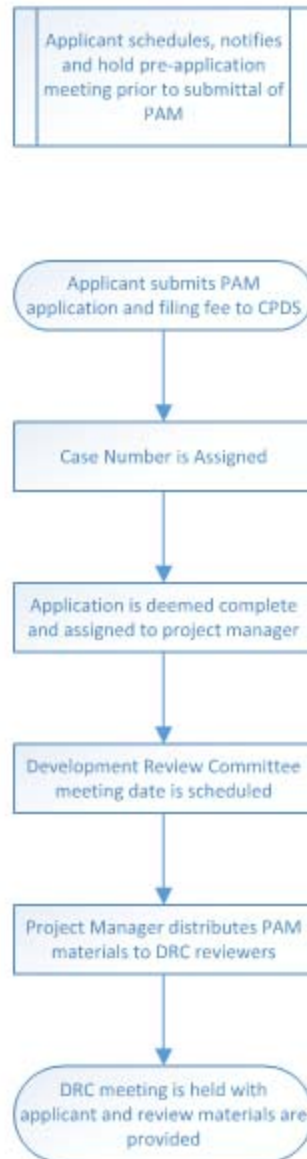 Applicant schedules, notifies
and hold pre-application
meeting prior to submittal of
PAM
Applicant submits PAM
application and filing fee to CPDS
Case Number is Assigned
Application is deemed complete
and assigned to project manager
Development Review Committee
meeting date is scheduled
Project Manager distributes PAM
materials to DRC reviewers
DRC meeting is held with
applicant and review materials are
provided